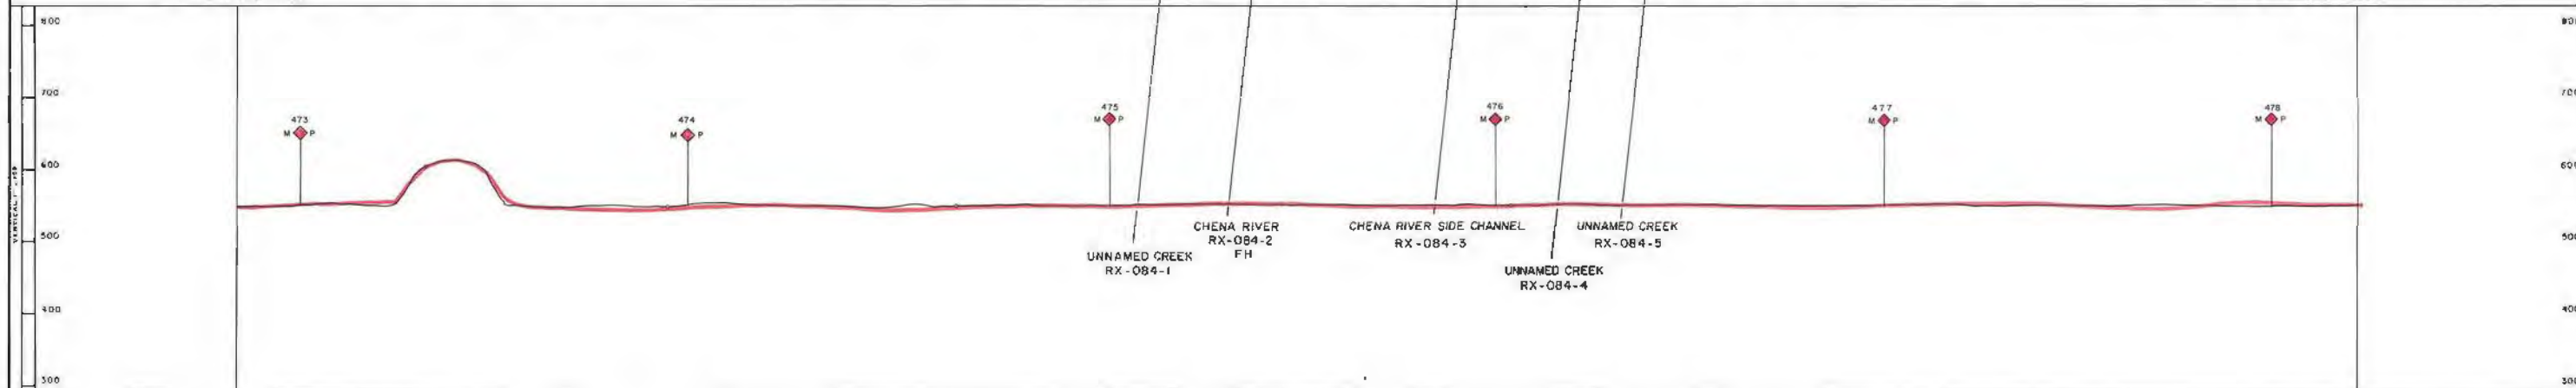 800
700
600
500
400
300
473
M P
474
M P
475
M P
476
M P
477
M P
478
M P
UNNAMED CREEK
RX-084-1
CHENA RIVER
RX-084-2
FH
CHENA RIVER SIDE CHANNEL
RX-084-3
UNNAMED CREEK
RX-084-4
UNNAMED CREEK
RX-084-5